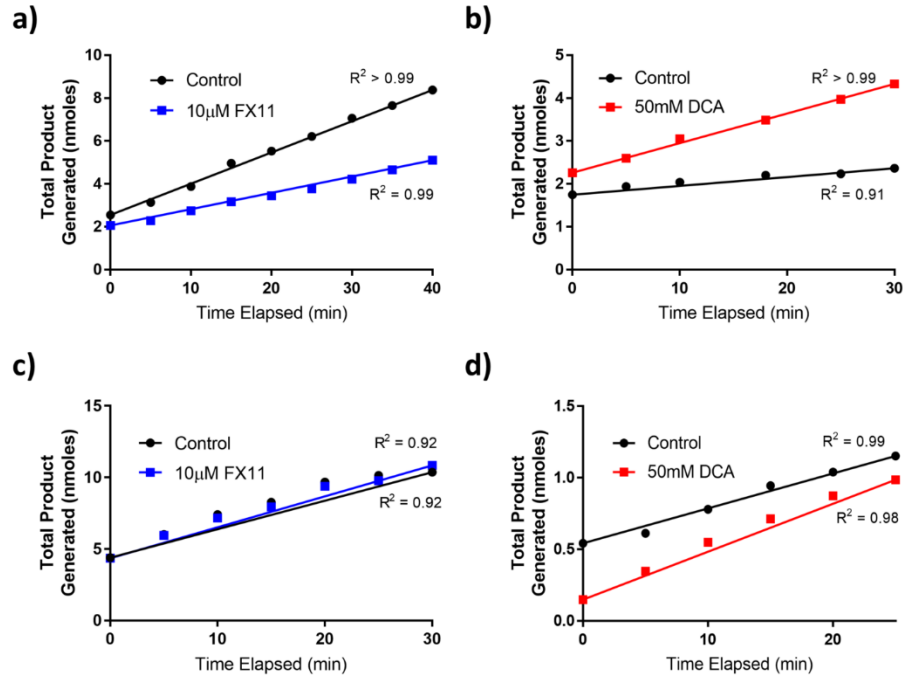 a)
Total Product
Generated (nmoles)
10
8
6
4
2
0
Control
10μM FX11
R² > 0.99
R² = 0.99
0
10
20
30
40
Time Elapsed (min)
b)
Total Product
Generated (nmoles)
5
4
3
2
1
0
Control
50mM DCA
R² > 0.99
R² = 0.91
0
10
20
30
Time Elapsed (min)
c)
Total Product
Generated (nmoles)
15
10
5
0
Control
10μM FX11
R² = 0.92
R² = 0.92
0
10
20
30
Time Elapsed (min)
d)
Total Product
Generated (nmoles)
1.5
1.0
0.5
0.0
Control
50mM DCA
R² = 0.99
R² = 0.98
0
10
20
Time Elapsed (min)